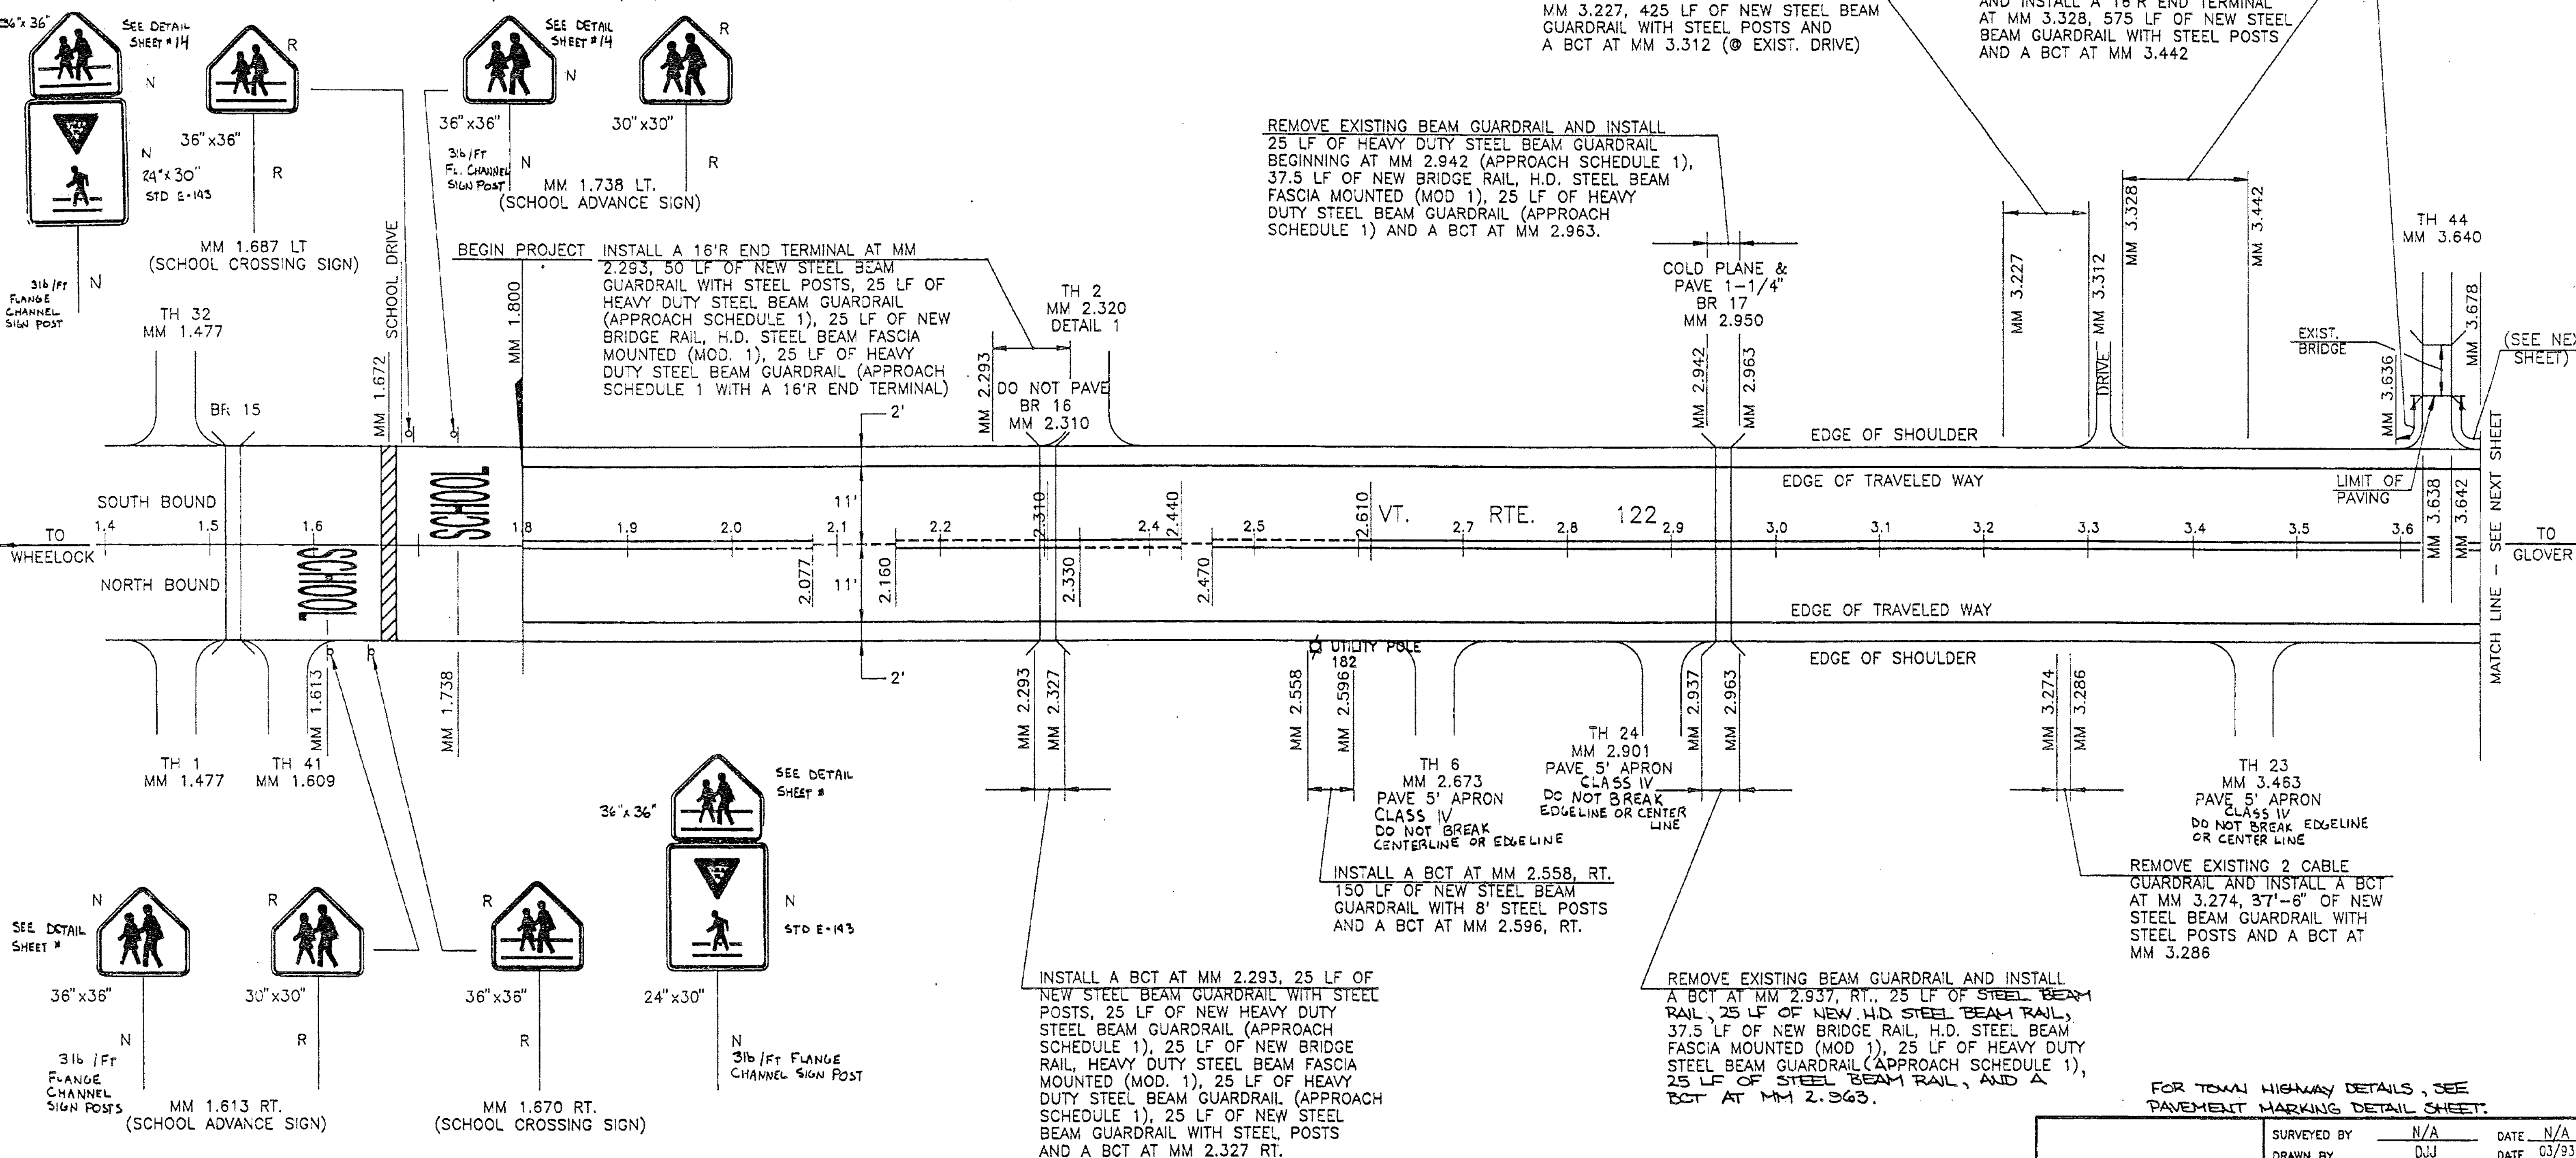 MM 3.227, 425 LF OF NEW STEEL BEAM
GUARDRAIL WITH STEEL POSTS AND
A BCT AT MM 3.312 (@ EXIST. DRIVE)
AND INSTALL A 16'R END TERMINAL
AT MM 3.328, 575 LF OF NEW STEEL
BEAM GUARDRAIL WITH STEEL POSTS
AND A BCT AT MM 3.442
36"x 36"
SEE DETAIL
SHEET #14
N
R
36"x36"
N
24"x30"
STD E-143
R
MM 1.687 LT
(SCHOOL CROSSING SIGN)
3lb/FT
FLANGE
CHANNEL
SIGN POST
N
SEE DETAIL
SHEET #14
N
R
36"x36"
30"x30"
3lb/FT
FL. CHANNEL
SIGN POST
N
R
MM 1.738 LT.
(SCHOOL ADVANCE SIGN)
REMOVE EXISTING BEAM GUARDRAIL AND INSTALL
25 LF OF HEAVY DUTY STEEL BEAM GUARDRAIL
BEGINNING AT MM 2.942 (APPROACH SCHEDULE 1),
37.5 LF OF NEW BRIDGE RAIL, H.D. STEEL BEAM
FASCIA MOUNTED (MOD 1), 25 LF OF HEAVY
DUTY STEEL BEAM GUARDRAIL (APPROACH
SCHEDULE 1) AND A BCT AT MM 2.963.
BEGIN PROJECT
INSTALL A 16'R END TERMINAL AT MM
2.293, 50 LF OF NEW STEEL BEAM
GUARDRAIL WITH STEEL POSTS, 25 LF OF
HEAVY DUTY STEEL BEAM GUARDRAIL
(APPROACH SCHEDULE 1), 25 LF OF NEW
BRIDGE RAIL, H.D. STEEL BEAM FASCIA
MOUNTED (MOD. 1), 25 LF OF HEAVY
DUTY STEEL BEAM GUARDRAIL (APPROACH
SCHEDULE 1 WITH A 16'R END TERMINAL)
TH 32
MM 1.477
BR 15
MM 1.672
SCHOOL DRIVE
MM 1.800
MM 2.293
TH 2
MM 2.320
DETAIL 1
DO NOT PAVE
BR 16
MM 2.310
COLD PLANE &
PAVE 1-1/4"
BR 17
MM 2.950
MM 2.942
MM 2.963
MM 3.227
DRIVE MM 3.312
MM 3.328
MM 3.442
TH 44
MM 3.640
EXIST.
BRIDGE
MM 3.636
MM 3.678
(SEE NEX
SHEET)
2'
EDGE OF SHOULDER
EDGE OF TRAVELED WAY
LIMIT OF
PAVING
SOUTH BOUND
SCHOOL
11'
2.310
2.440
2.610
VT. RTE. 122
MM 3.638
MM 3.642
1.4 1.5 1.6 1.8 1.9 2.0 2.1 2.2 2.4 2.5 2.7 2.8 2.9 3.0 3.1 3.2 3.3 3.4 3.5 3.6
TO
WHEELOCK
TO
GLOVER
MATCH LINE - SEE NEXT SHEET
NORTH BOUND
SCHOOL
2.077
11'
2.160
2.330
2.470
EDGE OF TRAVELED WAY
EDGE OF SHOULDER
2'
UTILITY POLE
182
MM 1.613
MM 1.738
MM 2.293
MM 2.327
MM 2.558
MM 2.596
MM 2.937
MM 2.963
MM 3.274
MM 3.286
TH 1
MM 1.477
TH 41
MM 1.609
TH 6
MM 2.673
PAVE 5' APRON
CLASS IV
DO NOT BREAK
CENTERLINE OR EDGELINE
TH 24
MM 2.901
PAVE 5' APRON
CLASS IV
DO NOT BREAK
EDGELINE OR CENTER
LINE
TH 23
MM 3.463
PAVE 5' APRON
CLASS IV
DO NOT BREAK EDGELINE
OR CENTER LINE
36"x36"
SEE DETAIL
SHEET #
N
STD E-143
24"x30"
N
3lb/FT FLANGE
CHANNEL SIGN POST
INSTALL A BCT AT MM 2.558, RT.
150 LF OF NEW STEEL BEAM
GUARDRAIL WITH 8' STEEL POSTS
AND A BCT AT MM 2.596, RT.
REMOVE EXISTING 2 CABLE
GUARDRAIL AND INSTALL A BCT
AT MM 3.274, 37'-6" OF NEW
STEEL BEAM GUARDRAIL WITH
STEEL POSTS AND A BCT AT
MM 3.286
N
SEE DETAIL
SHEET #
36"x36"
N
3lb /FT
FLANGE
CHANNEL
SIGN POSTS
R
30"x30"
R
MM 1.613 RT.
(SCHOOL ADVANCE SIGN)
R
36"x36"
R
MM 1.670 RT.
(SCHOOL CROSSING SIGN)
INSTALL A BCT AT MM 2.293, 25 LF OF
NEW STEEL BEAM GUARDRAIL WITH STEEL
POSTS, 25 LF OF NEW HEAVY DUTY
STEEL BEAM GUARDRAIL (APPROACH
SCHEDULE 1), 25 LF OF NEW BRIDGE
RAIL, HEAVY DUTY STEEL BEAM FASCIA
MOUNTED (MOD. 1), 25 LF OF HEAVY
DUTY STEEL BEAM GUARDRAIL (APPROACH
SCHEDULE 1), 25 LF OF NEW STEEL
BEAM GUARDRAIL WITH STEEL POSTS
AND A BCT AT MM 2.327 RT.
REMOVE EXISTING BEAM GUARDRAIL AND INSTALL
A BCT AT MM 2.937, RT., 25 LF OF STEEL BEAM
RAIL, 25 LF OF NEW H.D. STEEL BEAM RAIL,
37.5 LF OF NEW BRIDGE RAIL, H.D. STEEL BEAM
FASCIA MOUNTED (MOD 1), 25 LF OF HEAVY DUTY
STEEL BEAM GUARDRAIL (APPROACH SCHEDULE 1),
25 LF OF STEEL BEAM RAIL, AND A
BCT AT MM 2.963.
FOR TOWN HIGHWAY DETAILS, SEE
PAVEMENT MARKING DETAIL SHEET.
SURVEYED BY N/A DATE N/A
DRAWN BY DJJ DATE 03/93